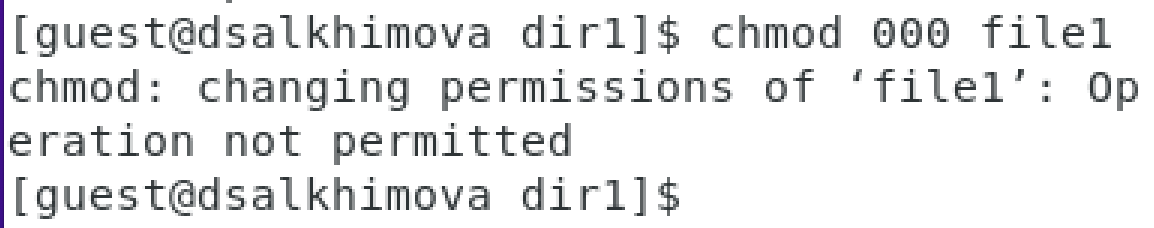 [guest@dsalkhimova dir1]$ chmod 000 file1
chmod: changing permissions of ‘file1’: Op
eration not permitted
[guest@dsalkhimova dir1]$